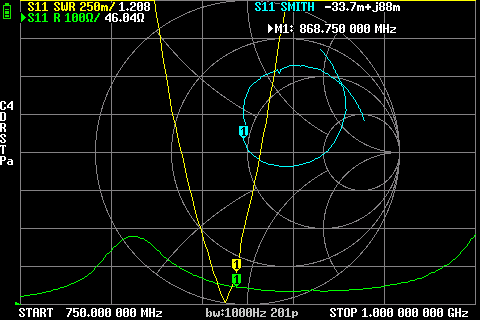 S11 SWR 250m/ 1.208
S11 SMITH -33.7m+j88m
S11 R 100Ω/ 46.04Ω
M1: 868.750 000 MHz
C4
D
R
S
T
Pa
1
1
1
START 750.000 000 MHz
bw:1000Hz 201p
STOP 1.000 000 000 GHz